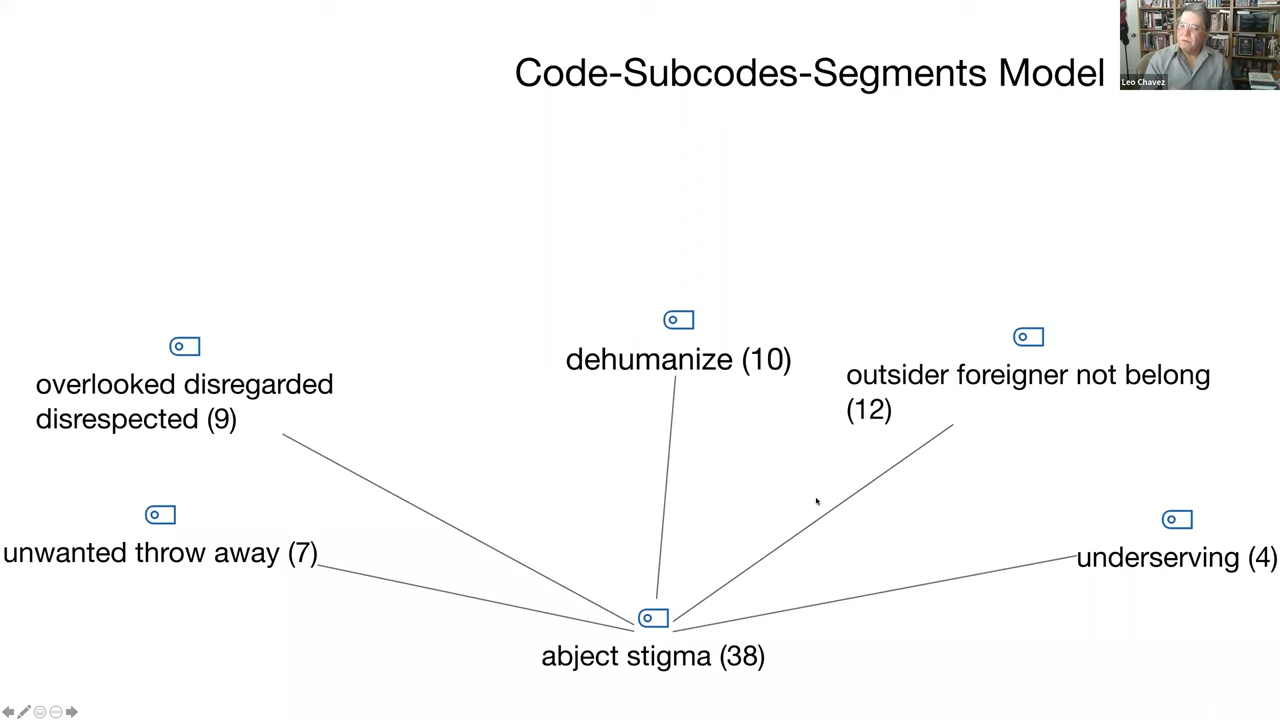 Code-Subcodes-Segments Model
Leo Chavez
dehumanize (10)
overlooked disregarded
disrespected (9)
outsider foreigner not belong
(12)
unwanted throw away (7)
underserving (4)
abject stigma (38)